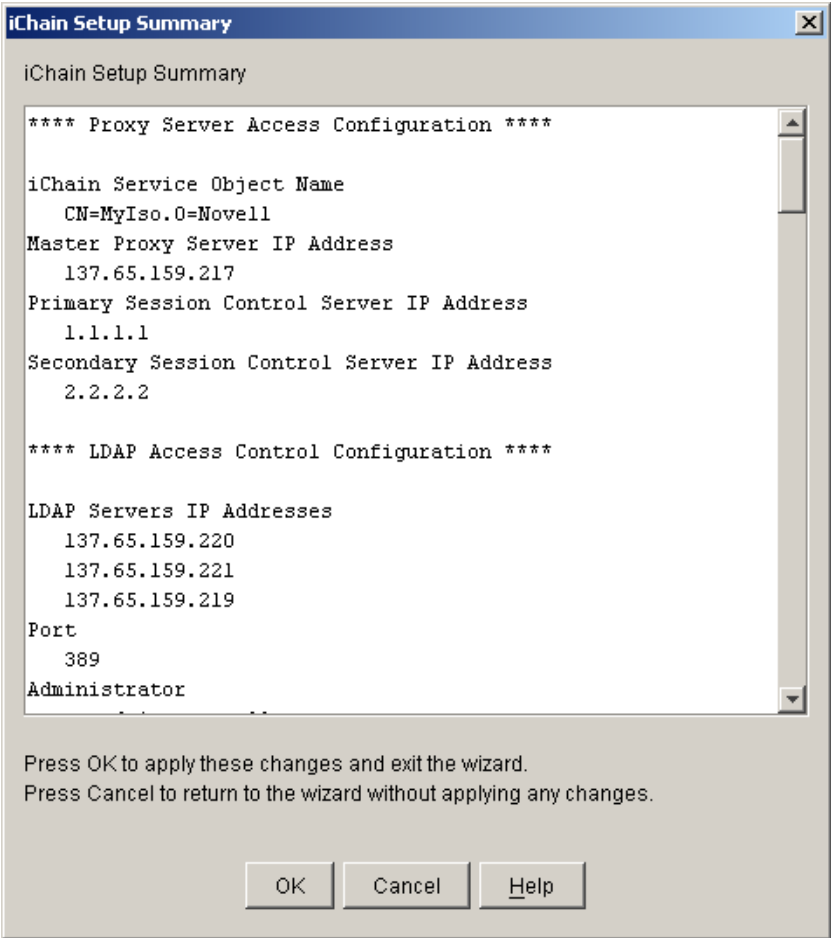 iChain Setup Summary
iChain Setup Summary
**** Proxy Server Access Configuration ****
iChain Service Object Name
CN=MyIso.O=Novell
Master Proxy Server IP Address
137.65.159.217
Primary Session Control Server IP Address
1.1.1.1
Secondary Session Control Server IP Address
2.2.2.2
**** LDAP Access Control Configuration ****
LDAP Servers IP Addresses
137.65.159.220
137.65.159.221
137.65.159.219
Port
389
Administrator
Press OK to apply these changes and exit the wizard.
Press Cancel to return to the wizard without applying any changes.
OK Cancel Help